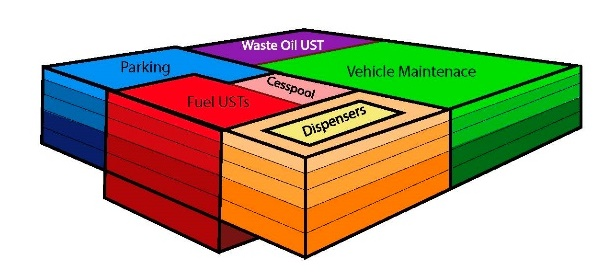 Waste Oil UST
Parking
Vehicle Maintenace
Cesspool
Fuel USTs
Dispensers